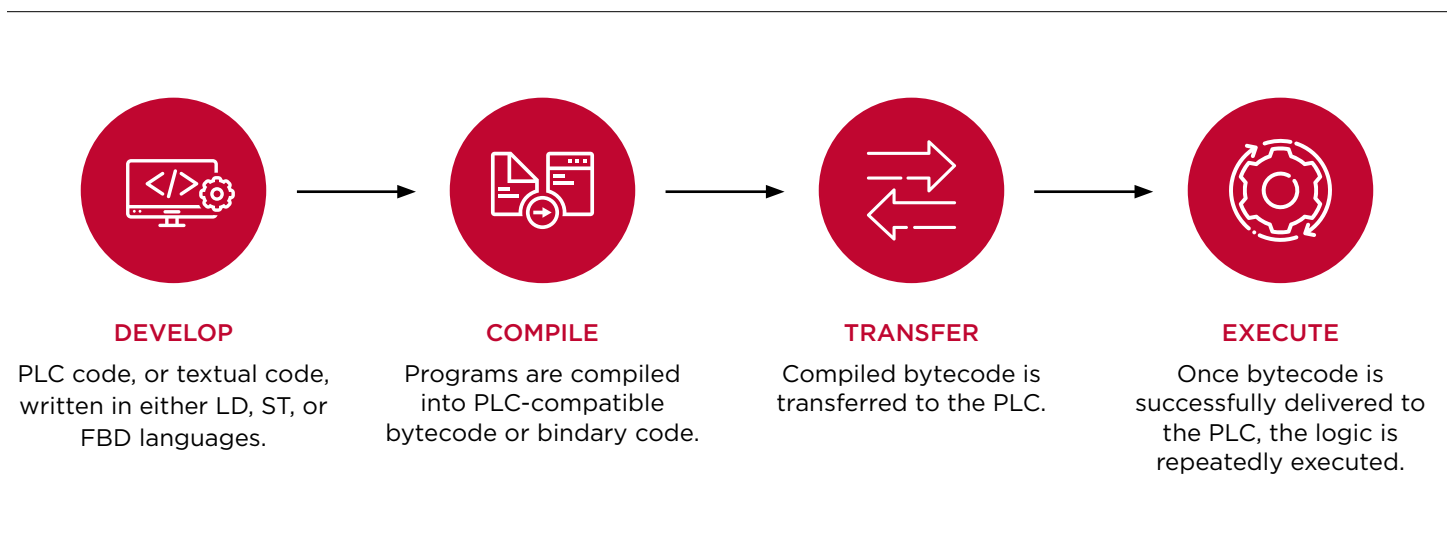 </>
DEVELOP
PLC code, or textual code,
written in either LD, ST, or
FBD languages.
COMPILE
Programs are compiled
into PLC-compatible
bytecode or bindary code.
TRANSFER
Compiled bytecode is
transferred to the PLC.
EXECUTE
Once bytecode is
successfully delivered to
the PLC, the logic is
repeatedly executed.